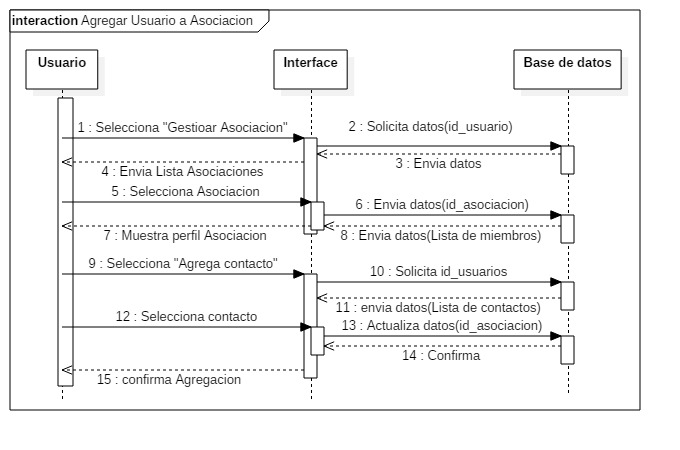 interaction Agregar Usuario a Asociacion
Usuario
Interface
Base de datos
1 : Selecciona "Gestioar Asociacion"
2 : Solicita datos(id_usuario)
3 : Envia datos
4 : Envia Lista Asociaciones
5 : Selecciona Asociacion
6 : Envia datos(id_asociacion)
7 : Muestra perfil Asociacion
8 : Envia datos(Lista de miembros)
9 : Selecciona "Agrega contacto"
10 : Solicita id_usuarios
11 : envia datos(Lista de contactos)
12 : Selecciona contacto
13 : Actualiza datos(id_asociacion)
14 : Confirma
15 : confirma Agregacion